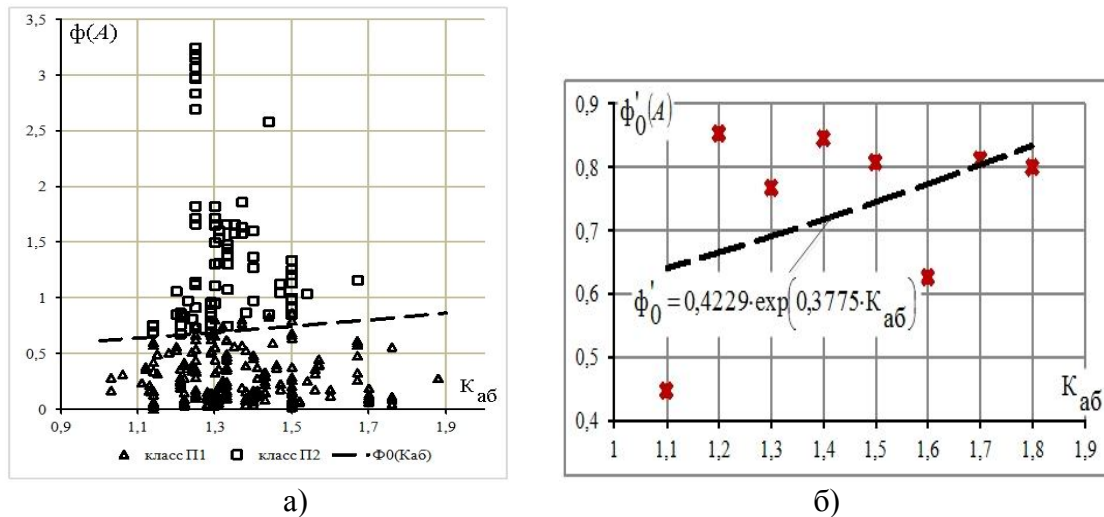 3,5
ф(А)
3
2,5
2
1,5
1
0,5
0
К аб
0,9 1,1 1,3 1,5 1,7 1,9
класс П1 класс П2 Ф0(Каб)
а)
0,9
ф'₀(А)
0,8
0,7
0,6
ф'₀ = 0,4229·exp(0,3775·К аб)
0,5
К аб
0,4
1 1,1 1,2 1,3 1,4 1,5 1,6 1,7 1,8 1,9
б)